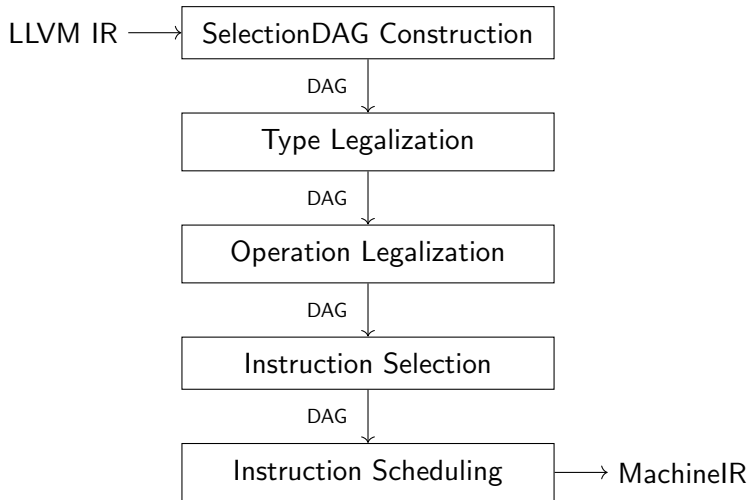 LLVM IR
SelectionDAG Construction
DAG
Type Legalization
DAG
Operation Legalization
DAG
Instruction Selection
DAG
Instruction Scheduling
MachineIR